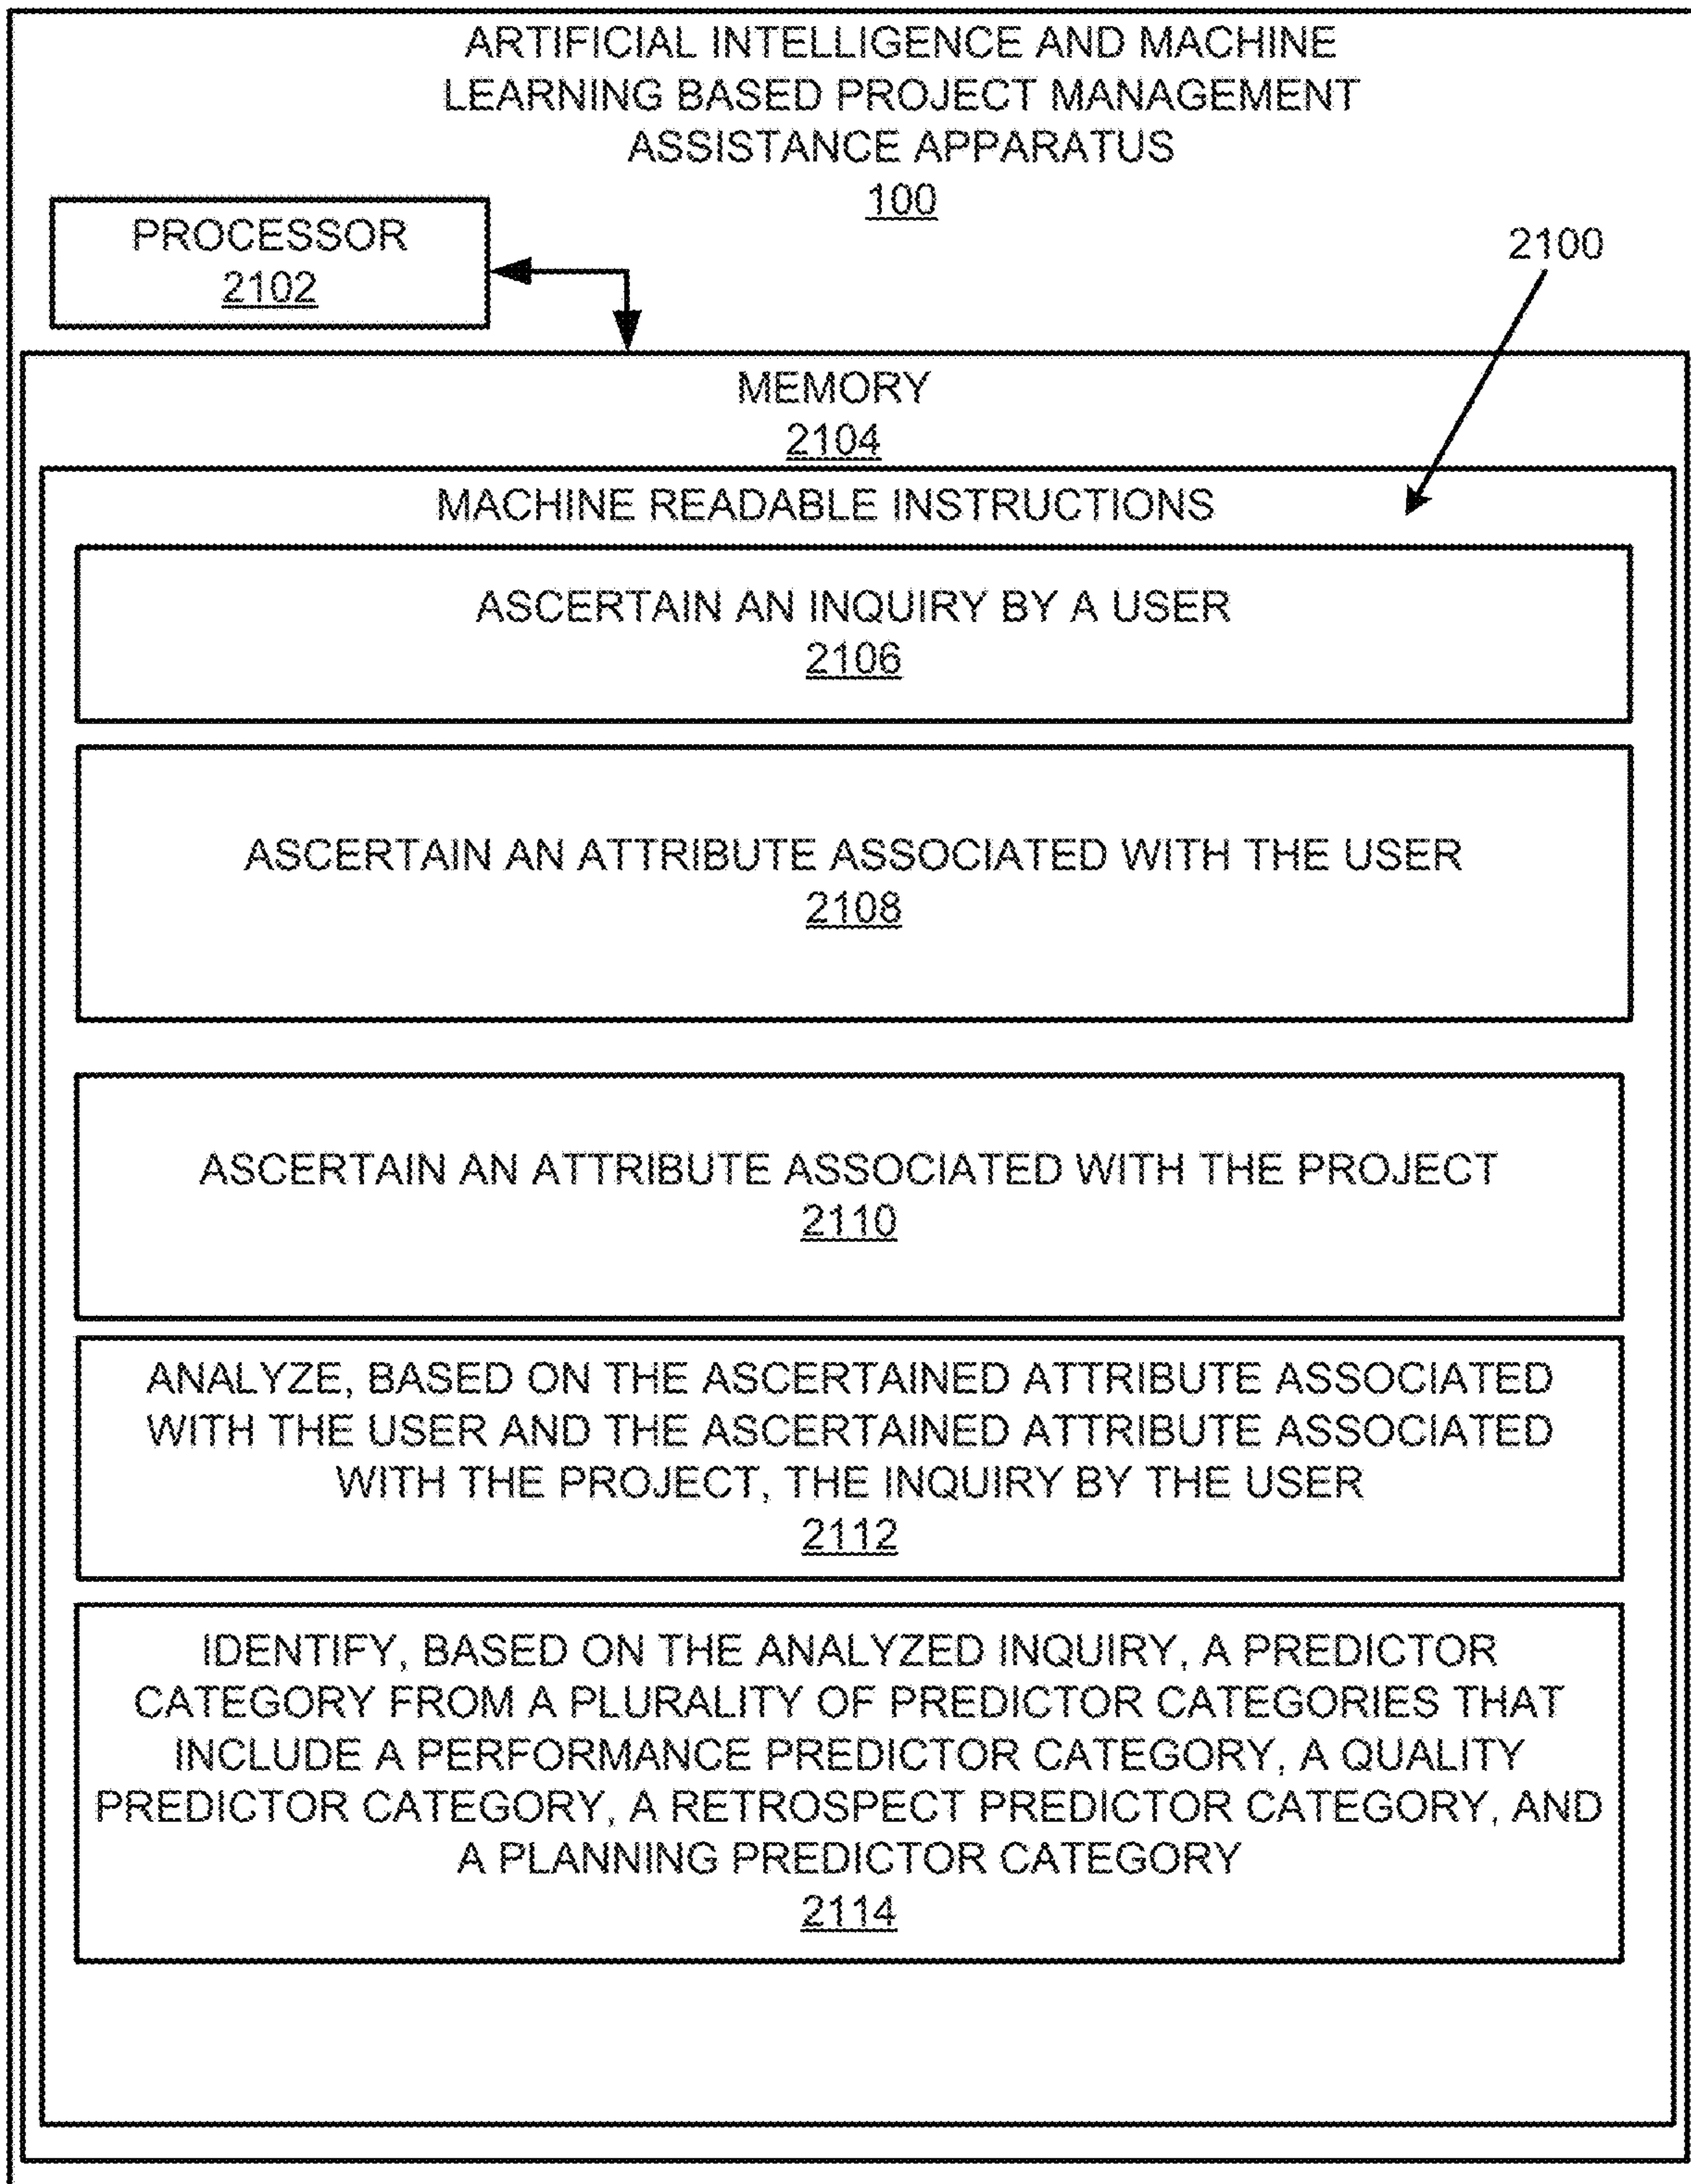 ARTIFICIAL INTELLIGENCE AND MACHINE
LEARNING BASED PROJECT MANAGEMENT
ASSISTANCE APPARATUS
100
PROCESSOR
2102
2100
MEMORY
2104
MACHINE READABLE INSTRUCTIONS
ASCERTAIN AN INQUIRY BY A USER
2106
ASCERTAIN AN ATTRIBUTE ASSOCIATED WITH THE USER
2108
ASCERTAIN AN ATTRIBUTE ASSOCIATED WITH THE PROJECT
2110
ANALYZE, BASED ON THE ASCERTAINED ATTRIBUTE ASSOCIATED
WITH THE USER AND THE ASCERTAINED ATTRIBUTE ASSOCIATED
WITH THE PROJECT, THE INQUIRY BY THE USER
2112
IDENTIFY, BASED ON THE ANALYZED INQUIRY, A PREDICTOR
CATEGORY FROM A PLURALITY OF PREDICTOR CATEGORIES THAT
INCLUDE A PERFORMANCE PREDICTOR CATEGORY, A QUALITY
PREDICTOR CATEGORY, A RETROSPECT PREDICTOR CATEGORY, AND
A PLANNING PREDICTOR CATEGORY
2114